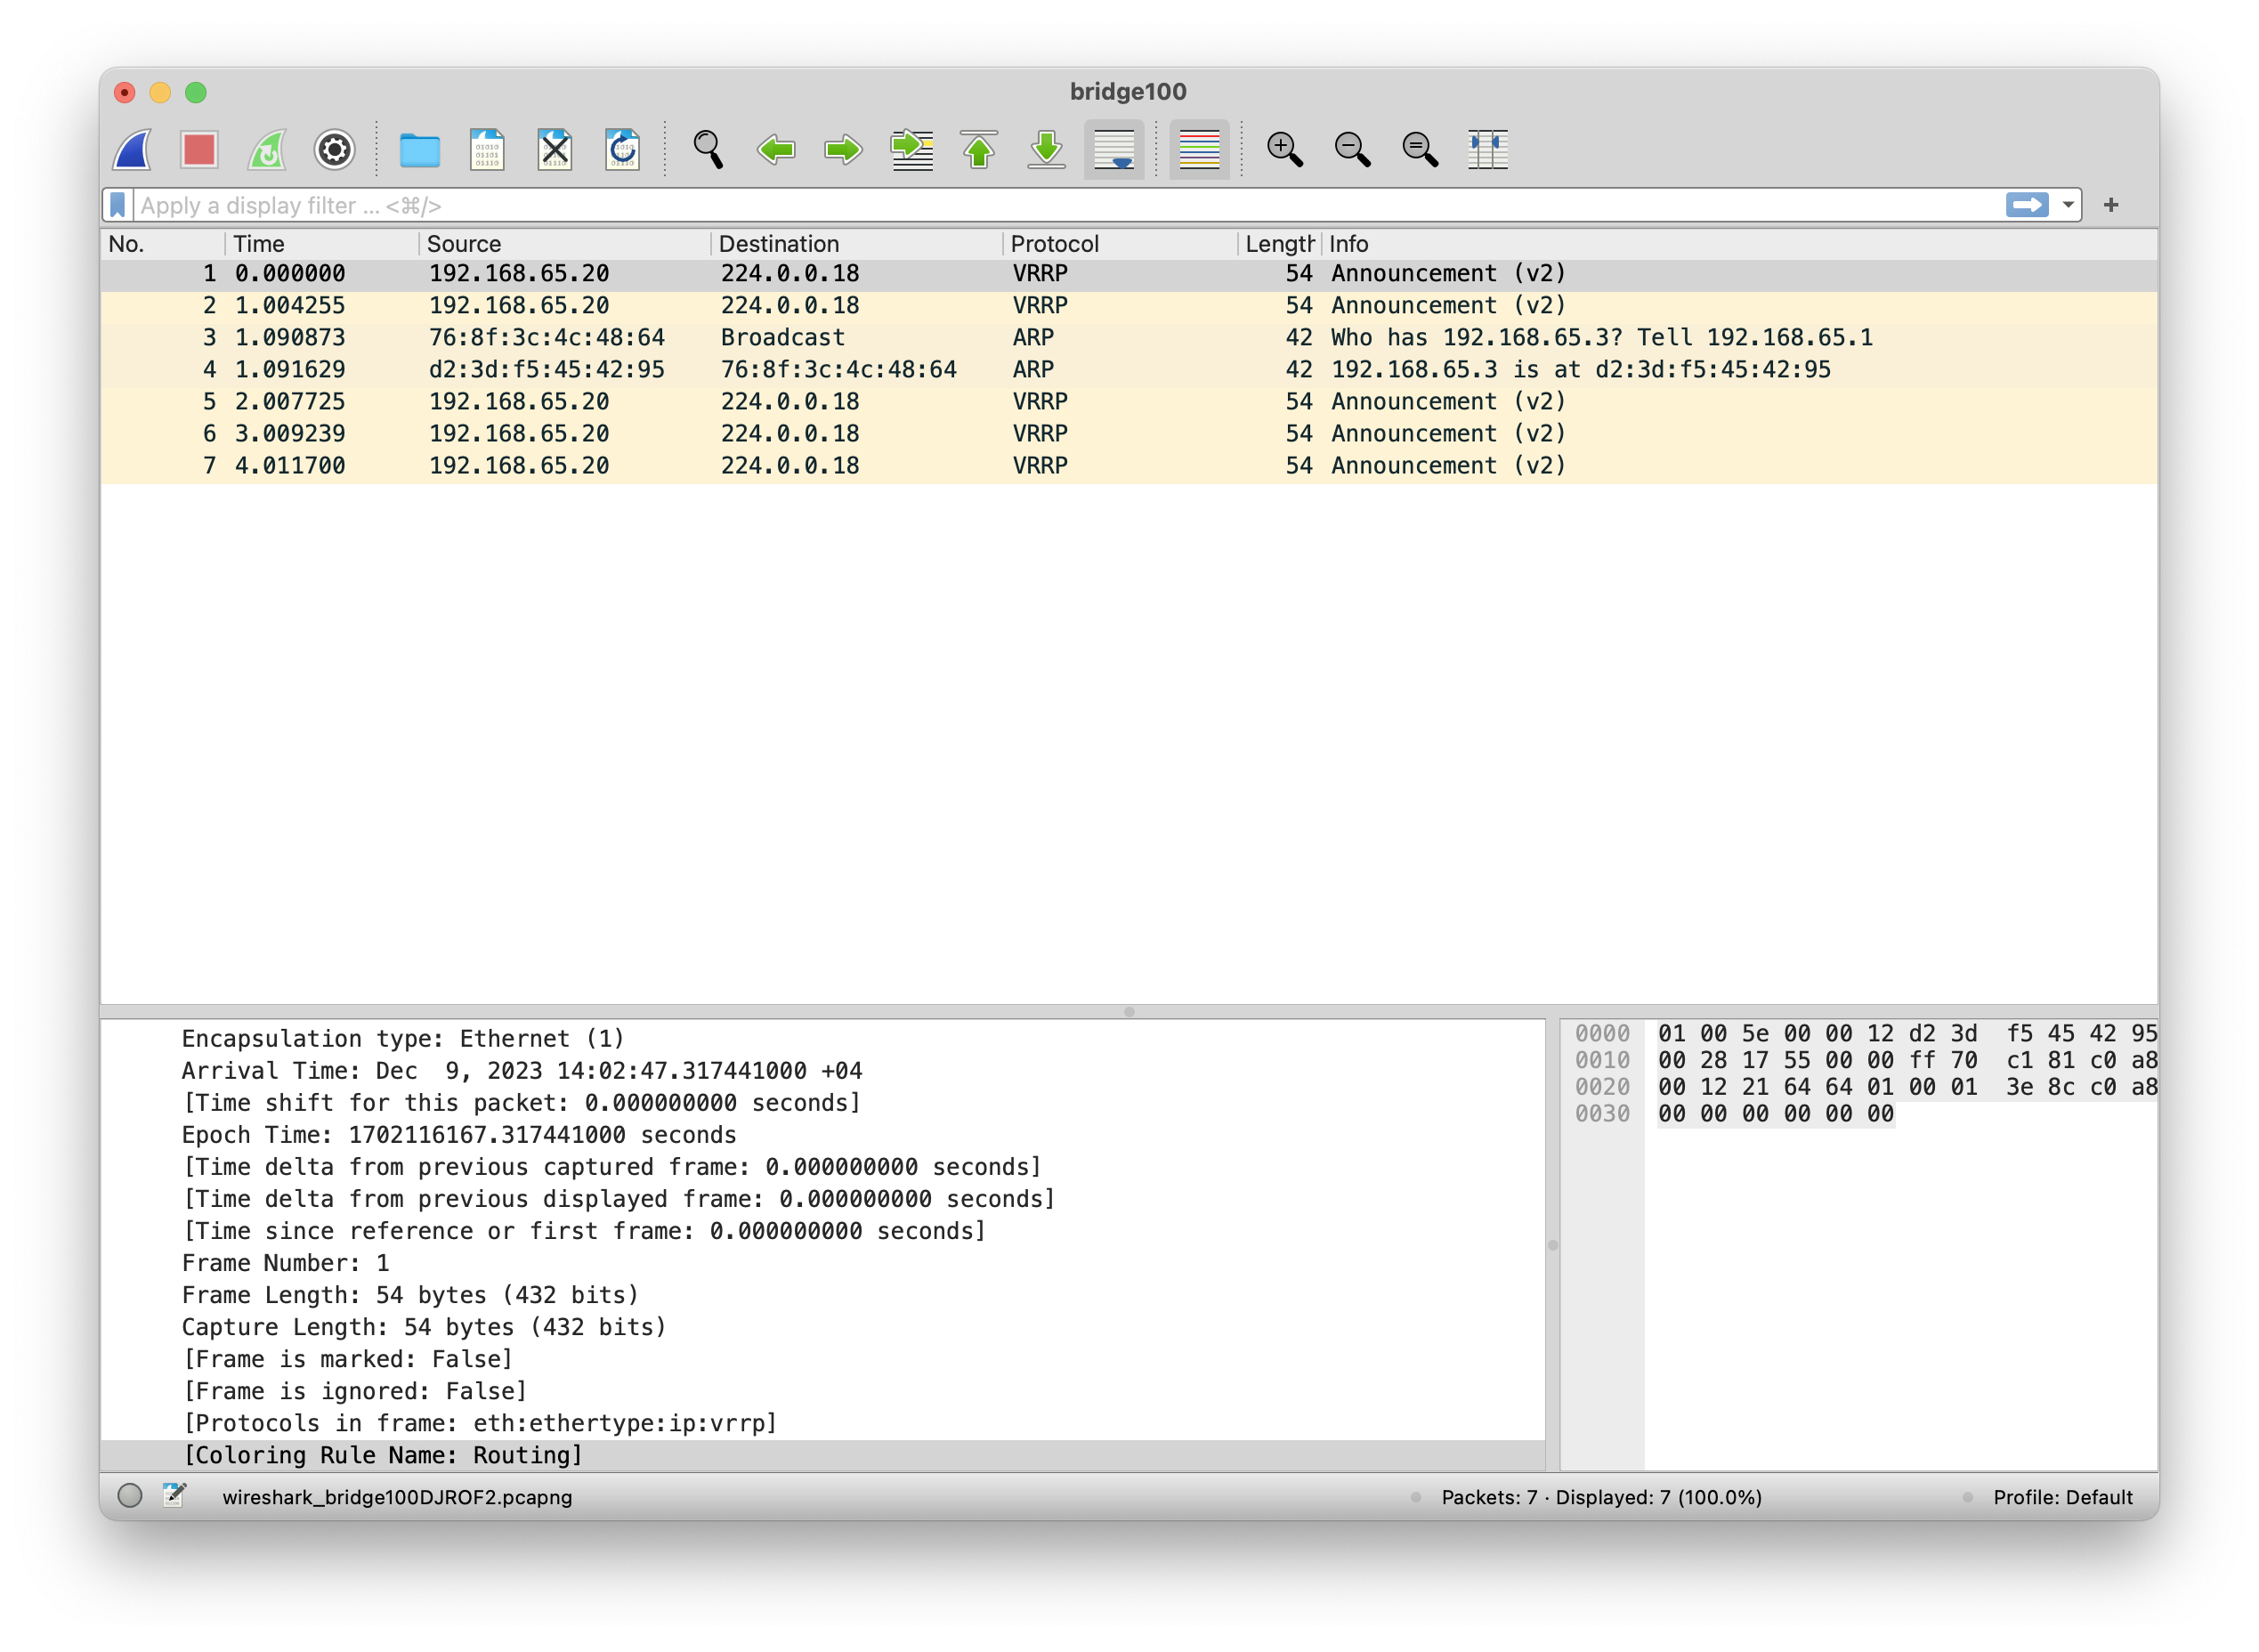 bridge100
Apply a display filter ... <⌘/>
No. Time Source Destination Protocol Length Info
1 0.000000 192.168.65.20 224.0.0.18 VRRP 54 Announcement (v2)
2 1.004255 192.168.65.20 224.0.0.18 VRRP 54 Announcement (v2)
3 1.090873 76:8f:3c:4c:48:64 Broadcast ARP 42 Who has 192.168.65.3? Tell 192.168.65.1
4 1.091629 d2:3d:f5:45:42:95 76:8f:3c:4c:48:64 ARP 42 192.168.65.3 is at d2:3d:f5:45:42:95
5 2.007725 192.168.65.20 224.0.0.18 VRRP 54 Announcement (v2)
6 3.009239 192.168.65.20 224.0.0.18 VRRP 54 Announcement (v2)
7 4.011700 192.168.65.20 224.0.0.18 VRRP 54 Announcement (v2)
Encapsulation type: Ethernet (1)
Arrival Time: Dec  9, 2023 14:02:47.317441000 +04
[Time shift for this packet: 0.000000000 seconds]
Epoch Time: 1702116167.317441000 seconds
[Time delta from previous captured frame: 0.000000000 seconds]
[Time delta from previous displayed frame: 0.000000000 seconds]
[Time since reference or first frame: 0.000000000 seconds]
Frame Number: 1
Frame Length: 54 bytes (432 bits)
Capture Length: 54 bytes (432 bits)
[Frame is marked: False]
[Frame is ignored: False]
[Protocols in frame: eth:ethertype:ip:vrrp]
[Coloring Rule Name: Routing]
0000 01 00 5e 00 00 12 d2 3d f5 45 42 95
0010 00 28 17 55 00 00 ff 70 c1 81 c0 a8
0020 00 12 21 64 64 01 00 01 3e 8c c0 a8
0030 00 00 00 00 00 00
wireshark_bridge100DJROF2.pcapng
Packets: 7 · Displayed: 7 (100.0%)
Profile: Default